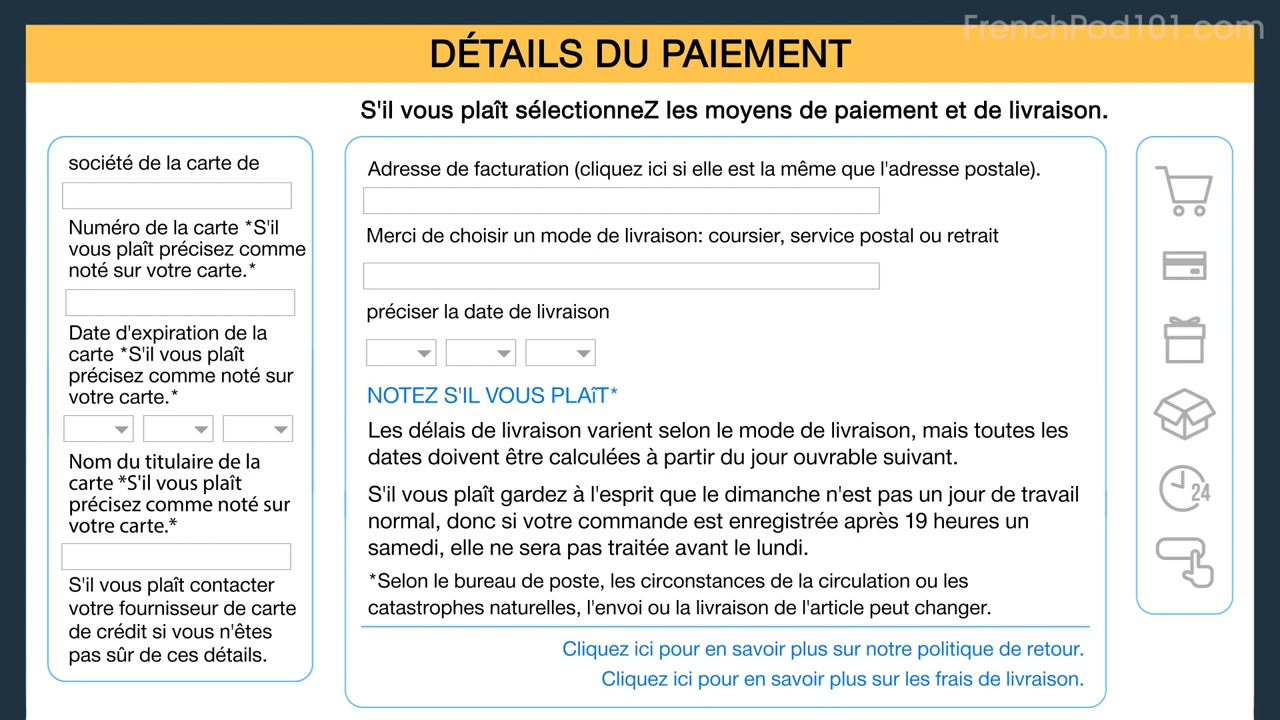 FrenchPod101.com
DÉTAILS DU PAIEMENT
S'il vous plaît sélectionneZ les moyens de paiement et de livraison.
société de la carte de
Numéro de la carte *S'il
vous plaît précisez comme
noté sur votre carte.*
Date d'expiration de la
carte *S'il vous plaît
précisez comme noté sur
votre carte.*
Nom du titulaire de la
carte *S'il vous plaît
précisez comme noté sur
votre carte.*
S'il vous plaît contacter
votre fournisseur de carte
de crédit si vous n'êtes
pas sûr de ces détails.
Adresse de facturation (cliquez ici si elle est la même que l'adresse postale).
Merci de choisir un mode de livraison: coursier, service postal ou retrait
préciser la date de livraison
NOTEZ S'IL VOUS PLAîT*
Les délais de livraison varient selon le mode de livraison, mais toutes les
dates doivent être calculées à partir du jour ouvrable suivant.
S'il vous plaît gardez à l'esprit que le dimanche n'est pas un jour de travail
normal, donc si votre commande est enregistrée après 19 heures un
samedi, elle ne sera pas traitée avant le lundi.
*Selon le bureau de poste, les circonstances de la circulation ou les
catastrophes naturelles, l'envoi ou la livraison de l'article peut changer.
Cliquez ici pour en savoir plus sur notre politique de retour.
Cliquez ici pour en savoir plus sur les frais de livraison.
24